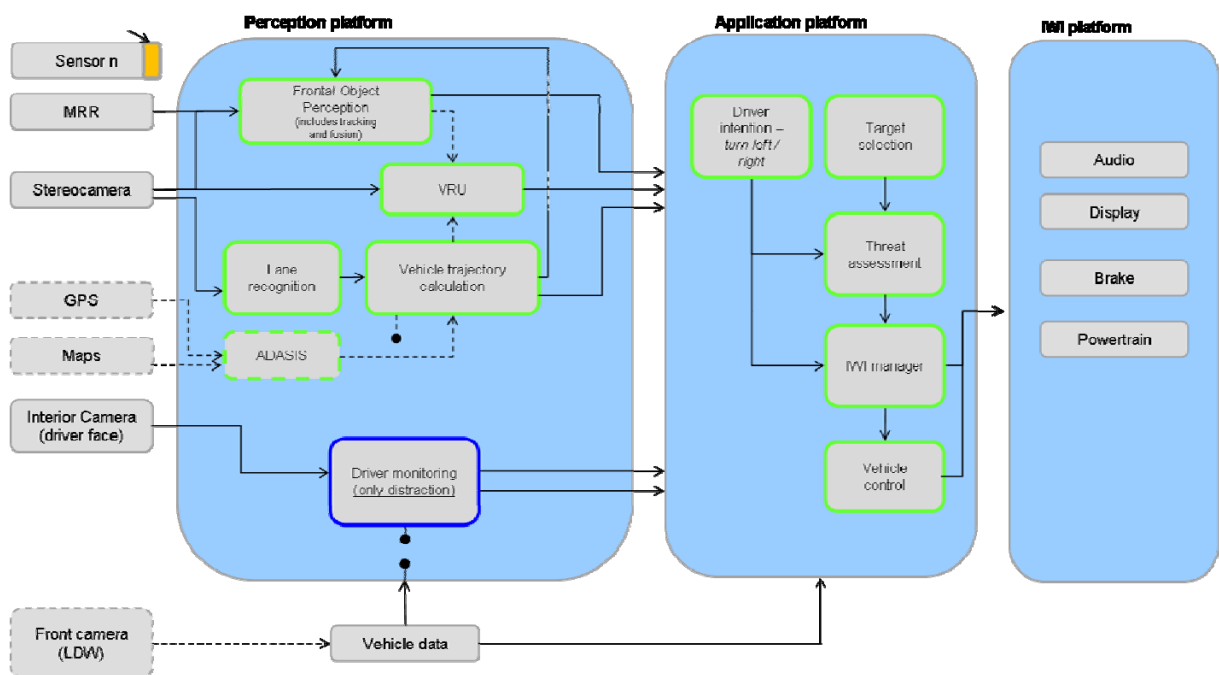 Perception platform
Application platform
IWI platform
Sensor n
MRR
Stereocamera
GPS
Maps
Interior Camera
(driver face)
Front camera
(LDW)
Frontal Object
Perception
(includes tracking
and fusion)
VRU
Lane
recognition
Vehicle trajectory
calculation
ADASIS
Driver monitoring
(only distraction)
Vehicle data
Driver
intention –
turn left /
right
Target
selection
Threat
assessment
IWI manager
Vehicle
control
Audio
Display
Brake
Powertrain